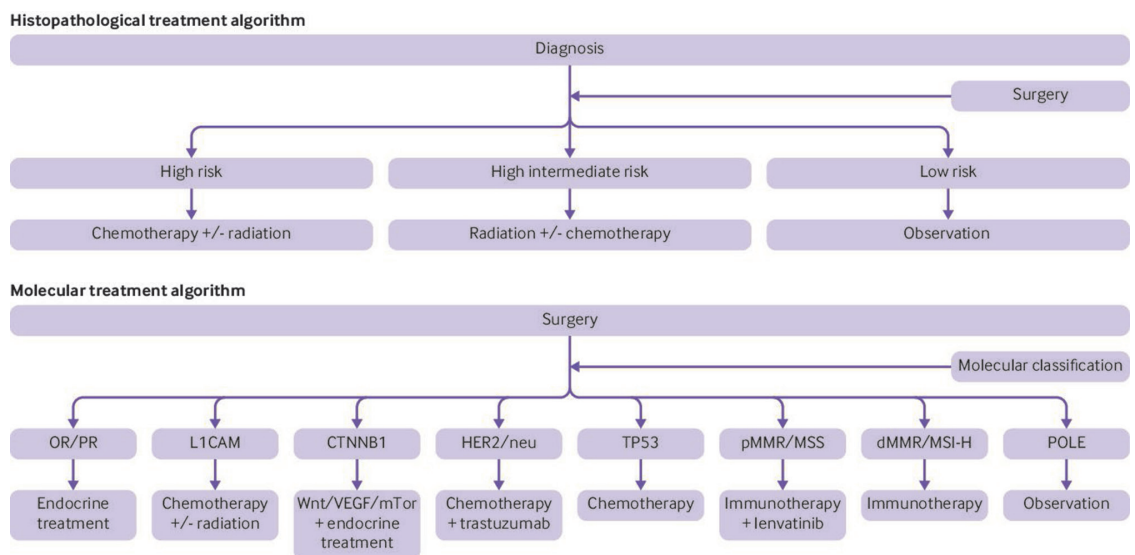 Histopathological treatment algorithm
Diagnosis
Surgery
High risk
High intermediate risk
Low risk
Chemotherapy +/- radiation
Radiation +/- chemotherapy
Observation
Molecular treatment algorithm
Surgery
Molecular classification
OR/PR
L1CAM
CTNNB1
HER2/neu
TP53
pMMR/MSS
dMMR/MSI-H
POLE
Endocrine
treatment
Chemotherapy
+/- radiation
Wnt/VEGF/mTor
+ endocrine
treatment
Chemotherapy
+ trastuzumab
Chemotherapy
Immunotherapy
+ lenvatinib
Immunotherapy
Observation